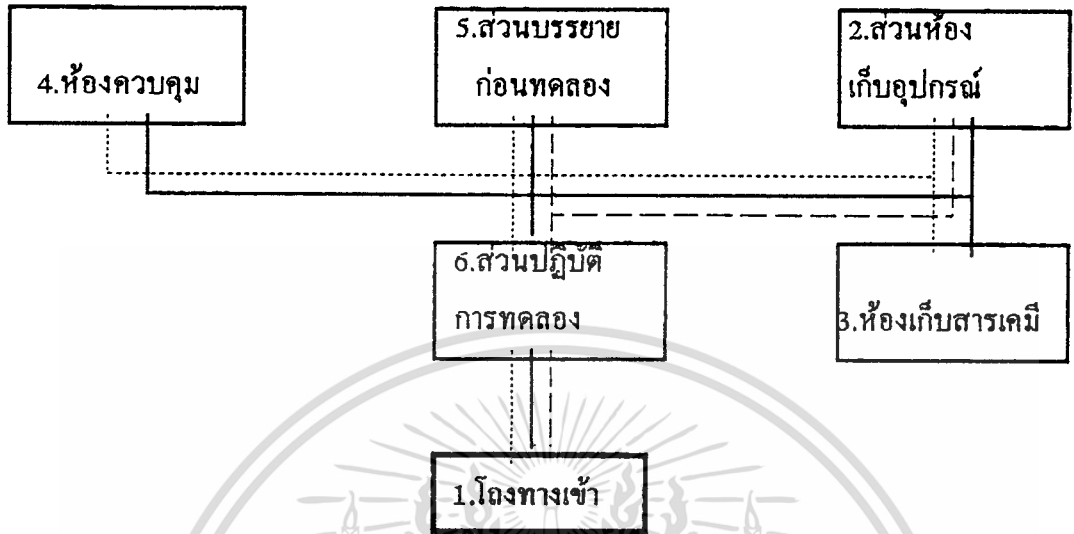 4.ห้องควบคุม
5.ส่วนบรรยาย
ก่อนทดลอง
2.ส่วนห้อง
เก็บอุปกรณ์
6.ส่วนปฏิบัติ
การทดลอง
3.ห้องเก็บสารเคมี
1.โถงทางเข้า